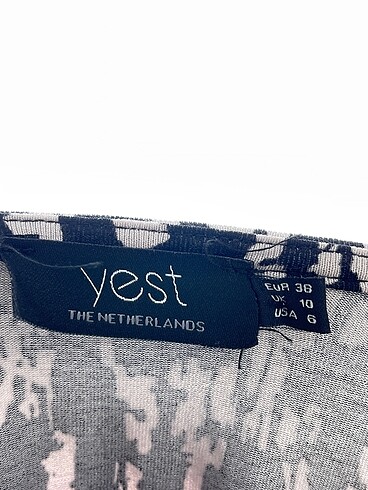 yest
THE NETHERLANDS
EUR 38
UK 10
USA 6